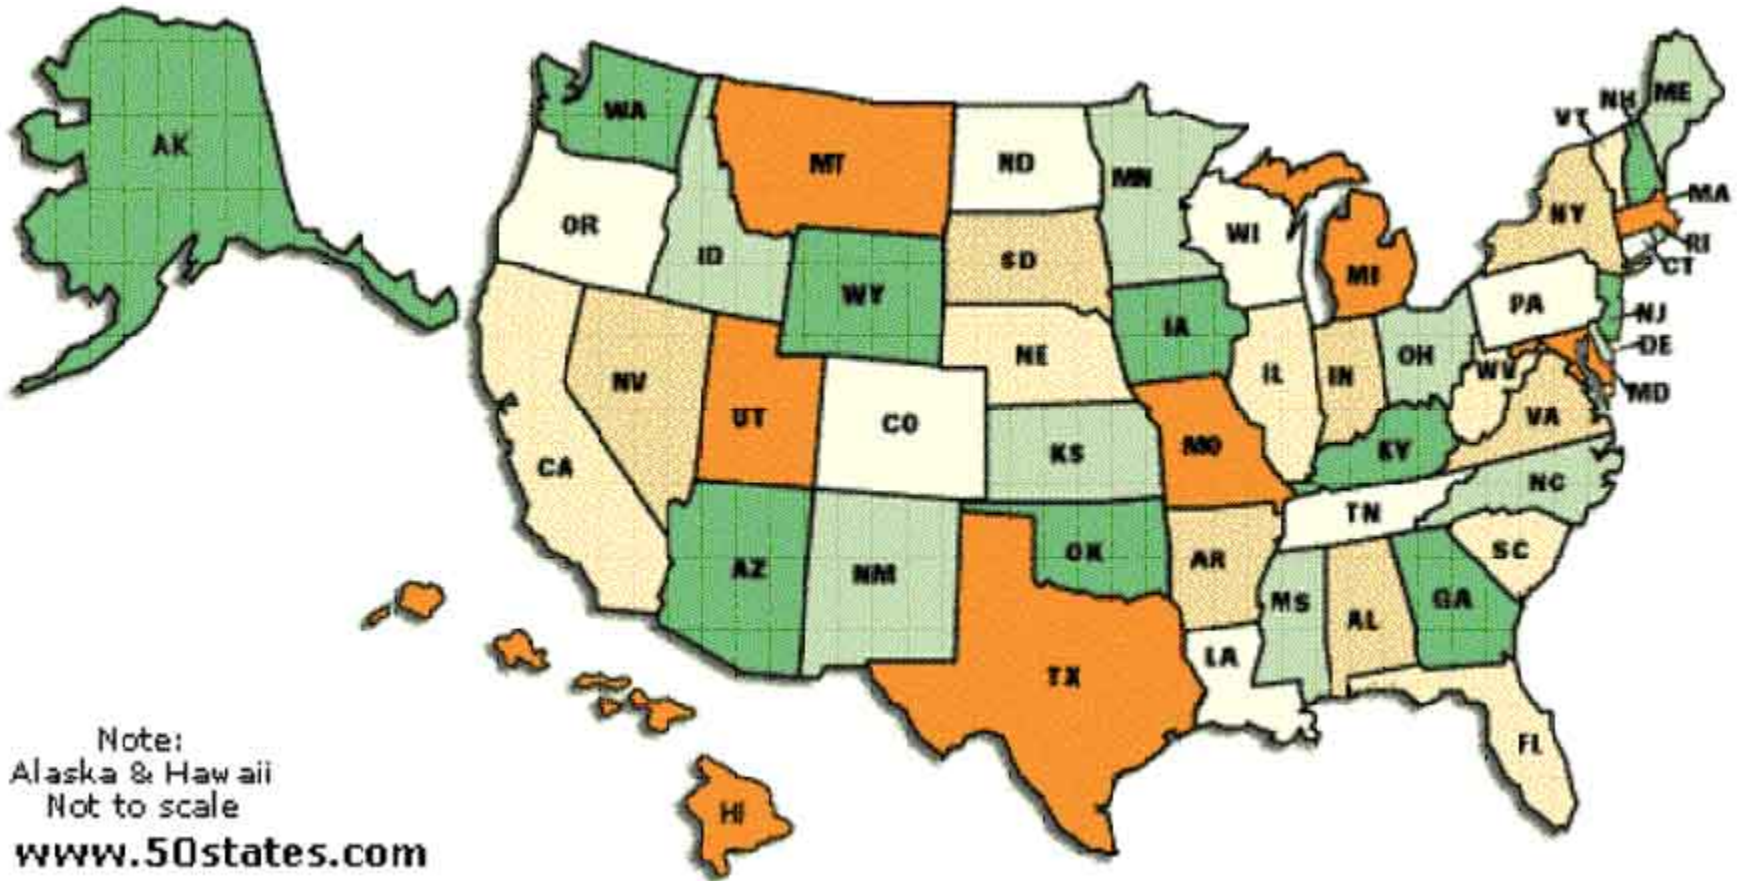 AK
WA
MT
ND
MN
ME
NH
VT
OR
ID
WY
SD
WI
MI
NY
MA
RI
CT
NV
UT
CO
NE
IA
IL
IN
OH
PA
NJ
DE
MD
WV
VA
CA
KS
MO
KY
NC
TN
AZ
NM
OK
AR
SC
MS
AL
GA
TX
LA
FL
HI
Note:
Alaska & Hawaii
Not to scale
www.50states.com